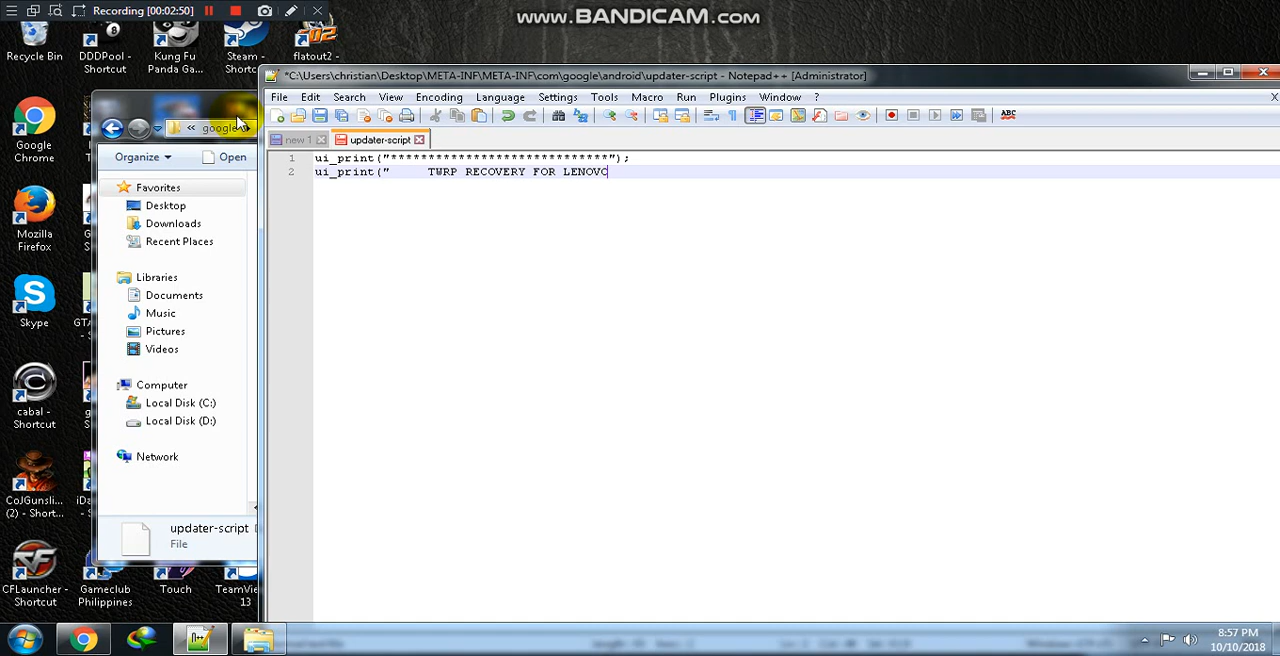 Recording [00:02:50]
www.BANDICAM.com
Recycle Bin
DDDPool - Shortcut
Kung Fu Panda Ga...
Steam - Shortc
flatout2 -
*C:\Users\christian\Desktop\META-INF\META-INF\com\google\android\updater-script - Notepad++ [Administrator]
File Edit Search View Encoding Language Settings Tools Macro Run Plugins Window ? X
new 1
updater-script
1 ui_print("*****************************");
2 ui_print("     TWRP RECOVERY FOR LENOVO
« google
Organize
Open
Favorites
Desktop
Downloads
Recent Places
Libraries
Documents
Music
Pictures
Videos
Computer
Local Disk (C:)
Local Disk (D:)
Network
updater-script
File
Google Chrome
Mozilla Firefox
Skype
cabal - Shortcut
CoJGunsli... (2) - Short...
CFLauncher - Shortcut
Gameclub Philippines
Touch
TeamVie 13
8:57 PM
10/10/2018